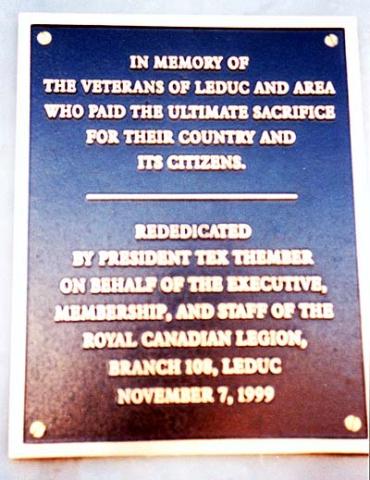 IN MEMORY OF
THE VETERANS OF LEDUC AND AREA
WHO PAID THE ULTIMATE SACRIFICE
FOR THEIR COUNTRY AND
ITS CITIZENS.
REDEDICATED
BY PRESIDENT TEX THEMBER
ON BEHALF OF THE EXECUTIVE,
MEMBERSHIP, AND STAFF OF THE
ROYAL CANADIAN LEGION,
BRANCH 108, LEDUC
NOVEMBER 7, 1999